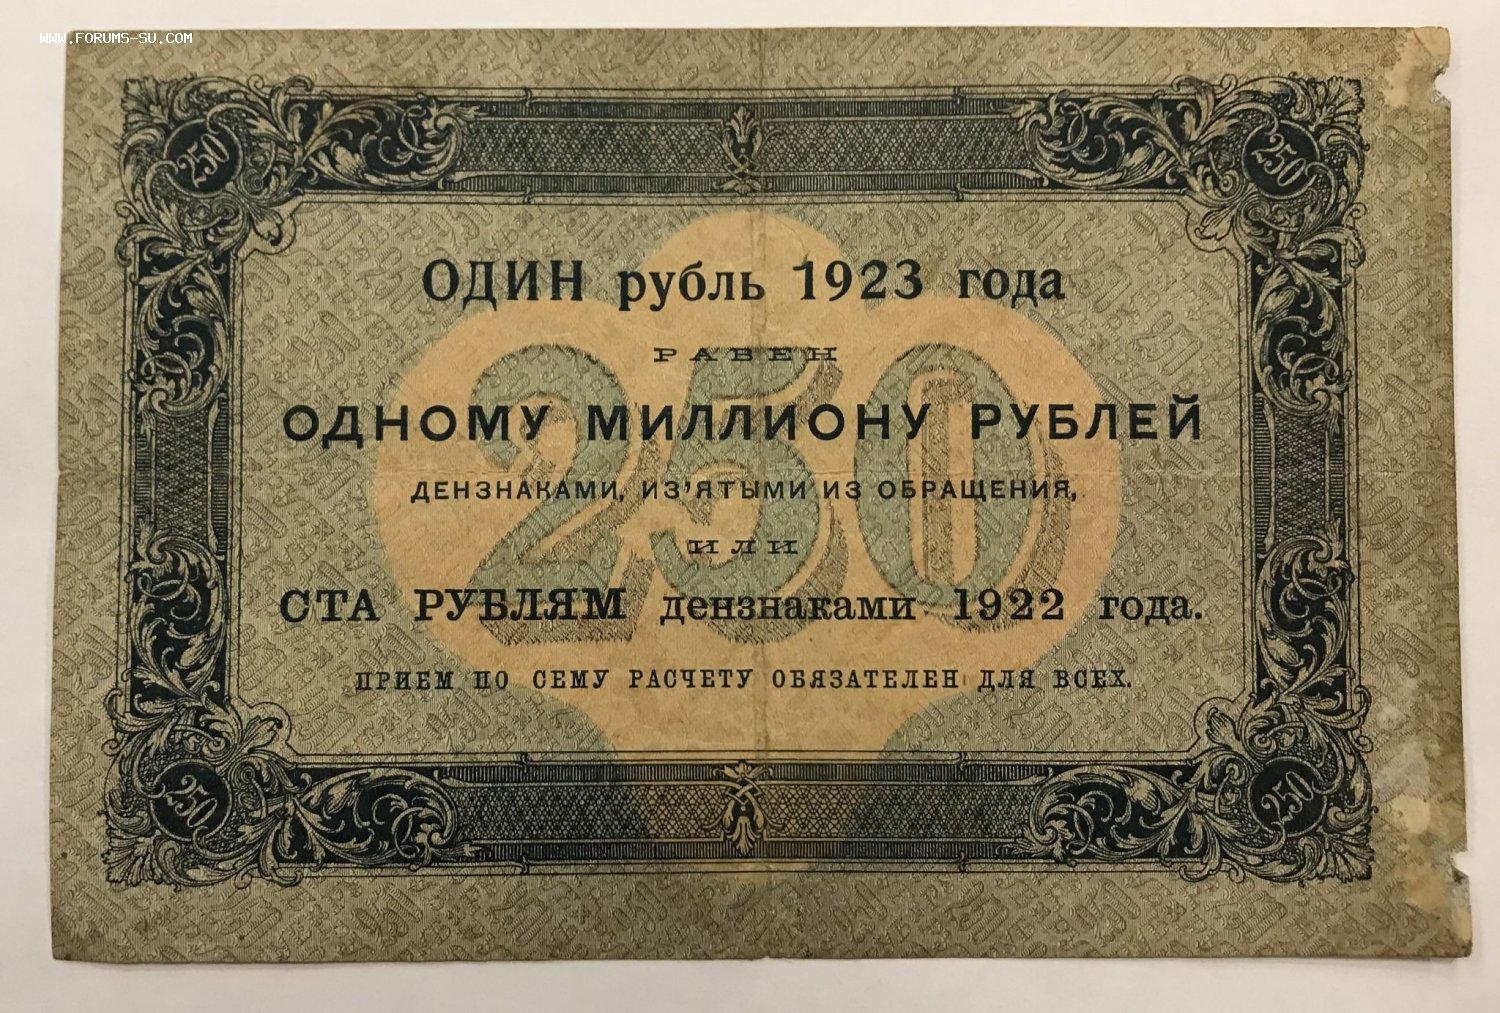 WWW.FORUMS-SU.COM
250 250
ОДИН рубль 1923 года
РАВЕН
250
ОДНОМУ МИЛЛИОНУ РУБЛЕЙ
ДЕНЗНАКАМИ, ИЗ'ЯТЫМИ ИЗ ОБРАЩЕНИЯ,
ИЛИ
СТА РУБЛЯМ дензнаками 1922 года.
ПРИЕМ ПО СЕМУ РАСЧЕТУ ОБЯЗАТЕЛЕН ДЛЯ ВСЕХ.
250 250